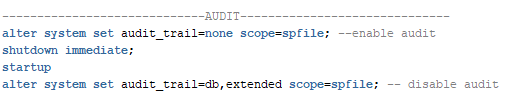 -----------------------------AUDIT------------------------------
alter system set audit_trail=none scope=spfile; --enable audit
shutdown immediate;
startup
alter system set audit_trail=db,extended scope=spfile; -- disable audit